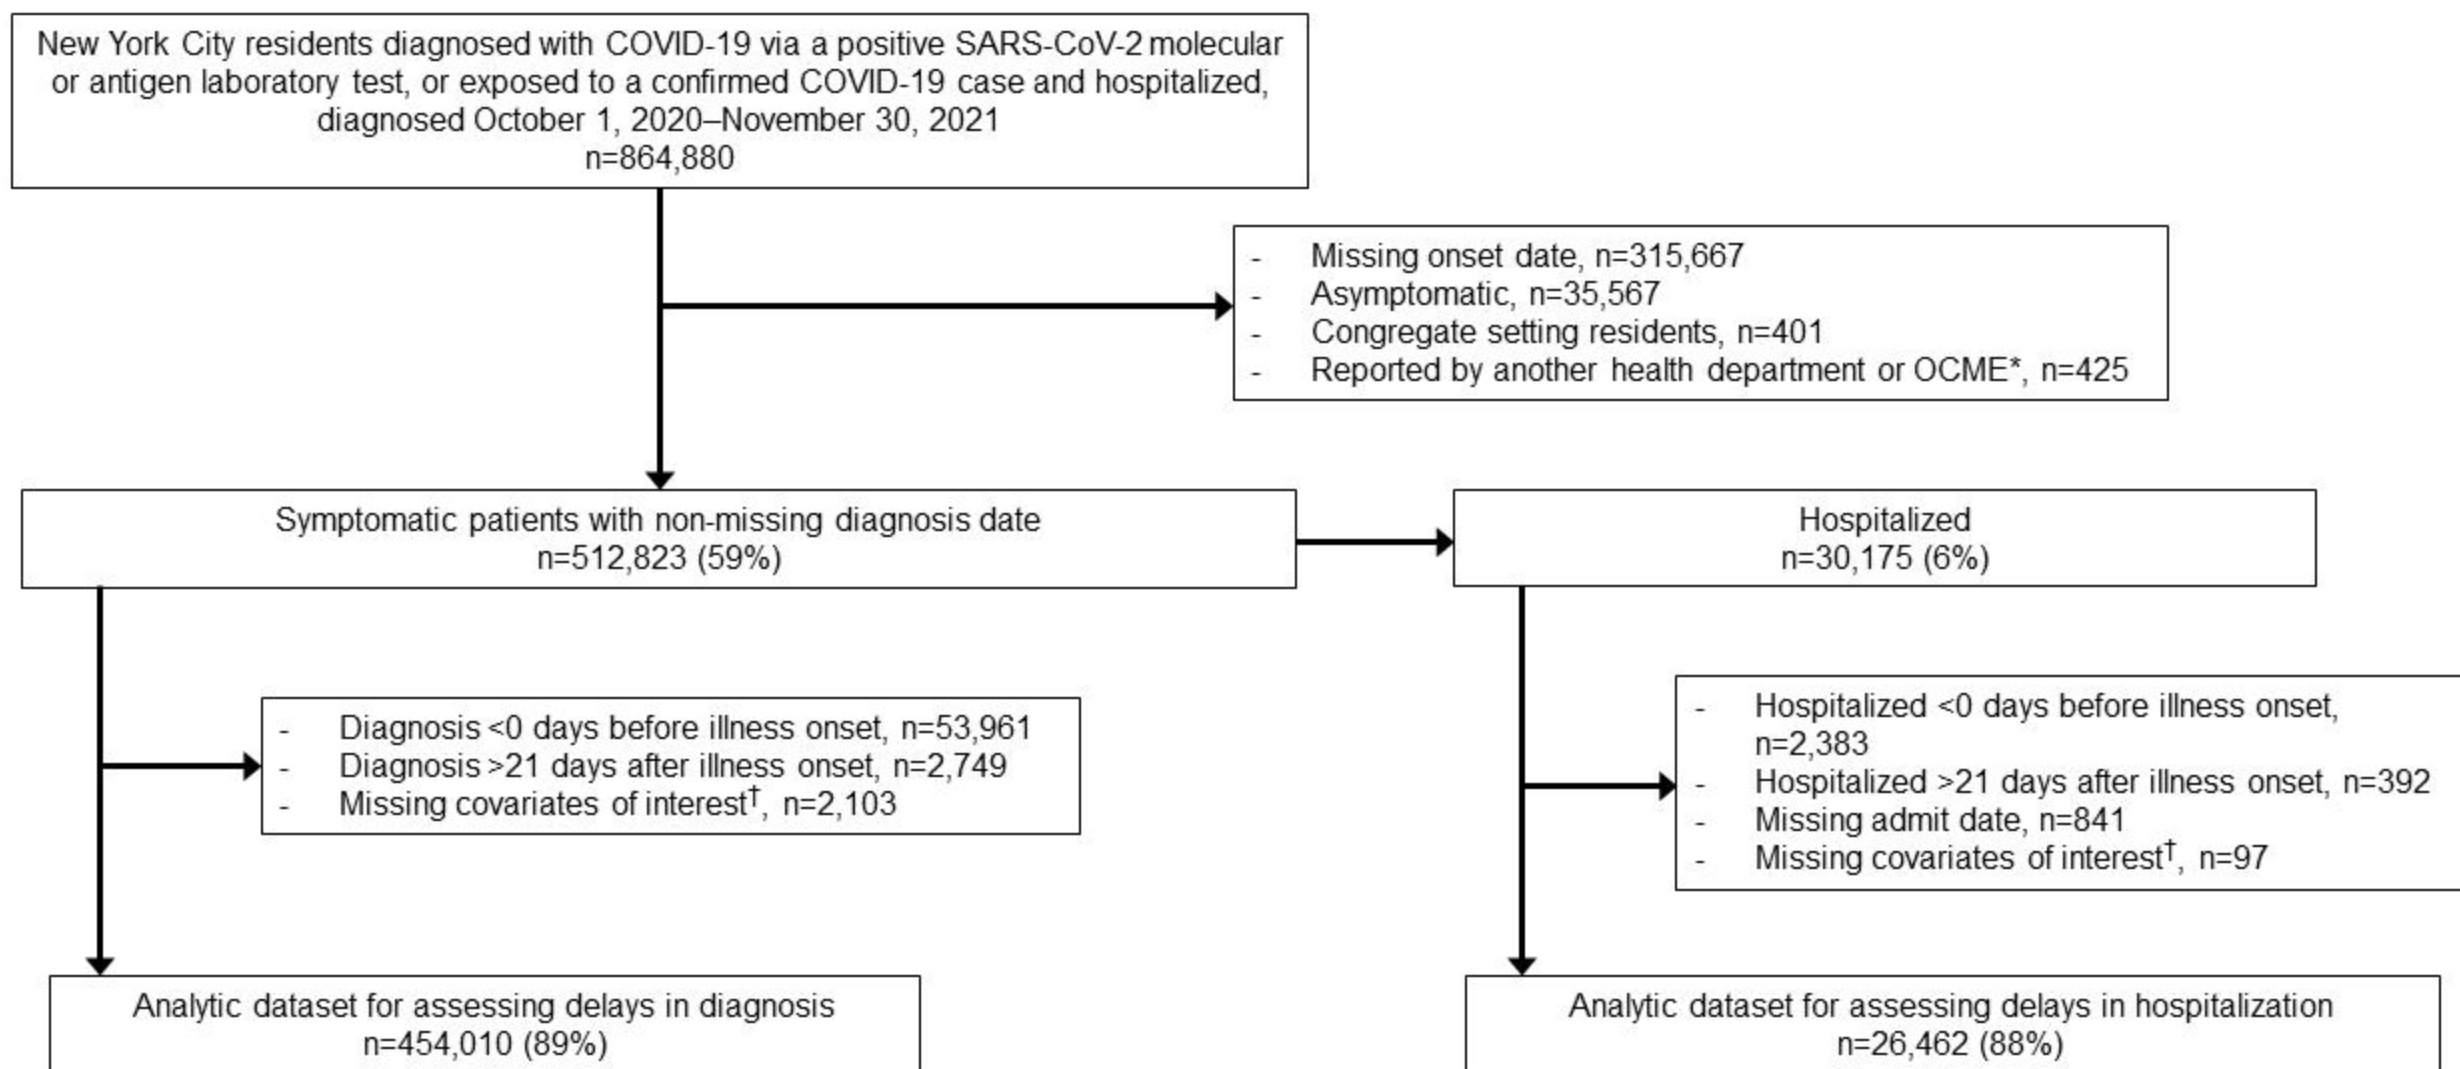 New York City residents diagnosed with COVID-19 via a positive SARS-CoV-2 molecular
or antigen laboratory test, or exposed to a confirmed COVID-19 case and hospitalized,
diagnosed October 1, 2020–November 30, 2021
n=864,880
- Missing onset date, n=315,667
- Asymptomatic, n=35,567
- Congregate setting residents, n=401
- Reported by another health department or OCME*, n=425
Symptomatic patients with non-missing diagnosis date
n=512,823 (59%)
Hospitalized
n=30,175 (6%)
- Diagnosis <0 days before illness onset, n=53,961
- Diagnosis >21 days after illness onset, n=2,749
- Missing covariates of interest†, n=2,103
- Hospitalized <0 days before illness onset,
n=2,383
- Hospitalized >21 days after illness onset, n=392
- Missing admit date, n=841
- Missing covariates of interest†, n=97
Analytic dataset for assessing delays in diagnosis
n=454,010 (89%)
Analytic dataset for assessing delays in hospitalization
n=26,462 (88%)